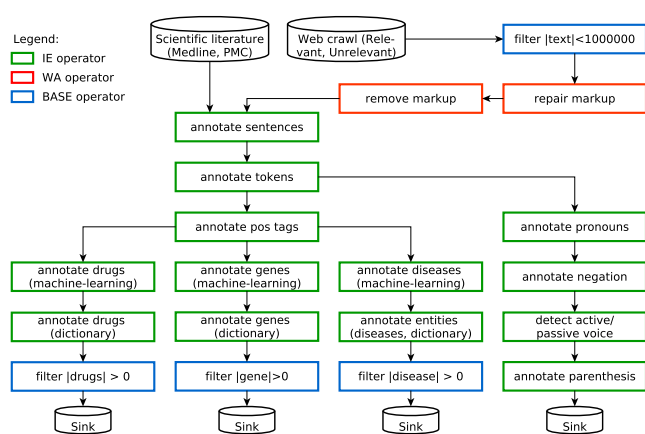 Legend:
IE operator
WA operator
BASE operator
Scientific literature
(Medline, PMC)
Web crawl (Rele-
vant, Unrelevant)
filter |text|<1000000
remove markup
repair markup
annotate sentences
annotate tokens
annotate pos tags
annotate pronouns
annotate drugs
(machine-learning)
annotate genes
(machine-learning)
annotate diseases
(machine-learning)
annotate negation
annotate drugs
(dictionary)
annotate genes
(dictionary)
annotate entities
(diseases, dictionary)
detect active/
passive voice
filter |drugs| > 0
filter |gene|>0
filter |disease| > 0
annotate parenthesis
Sink
Sink
Sink
Sink